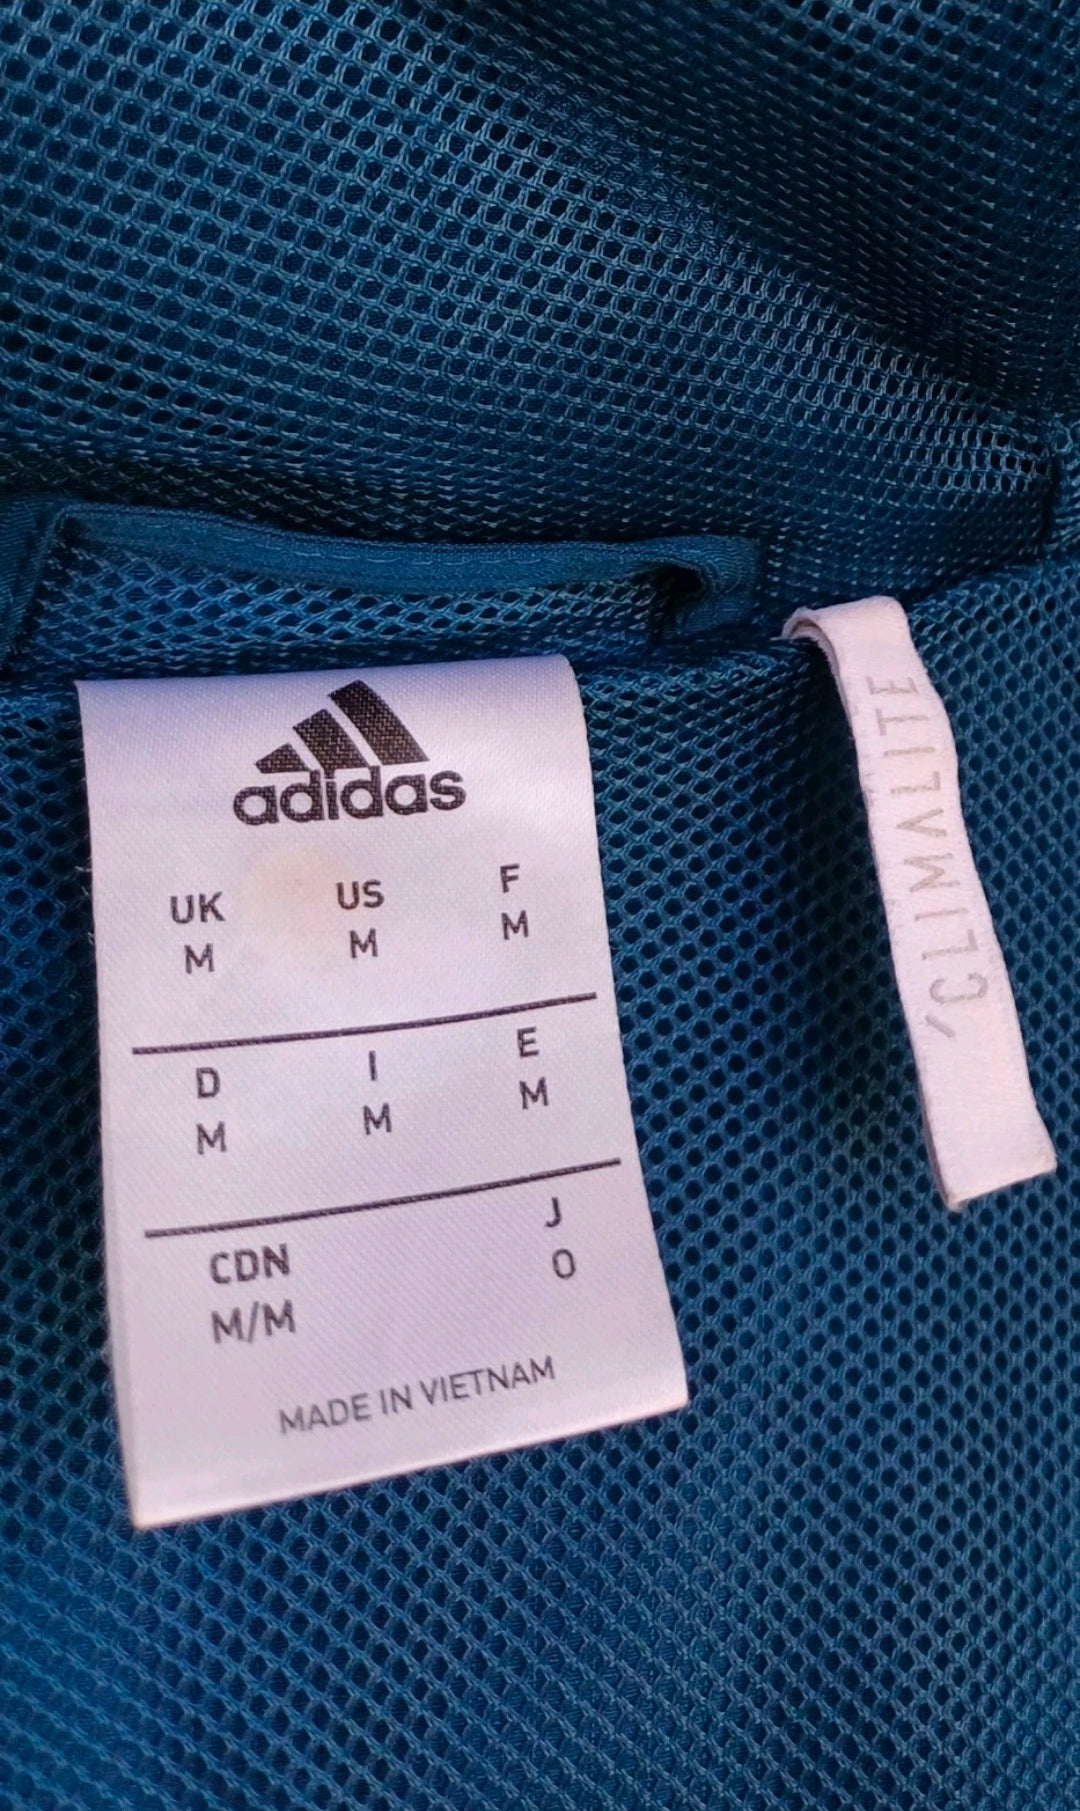 adidas
UK US F
M M M
D I E
M M M
CDN J
M/M O
MADE IN VIETNAM
'CLIMALITE